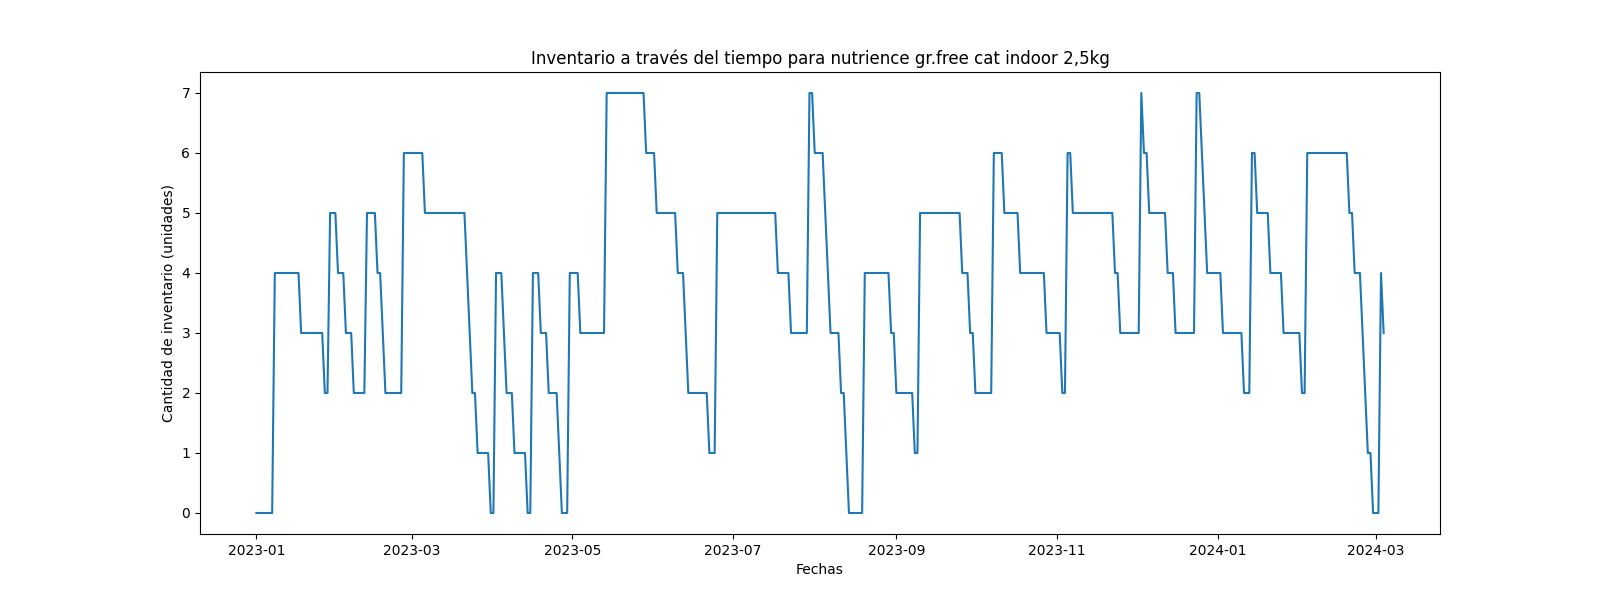 Inventario a través del tiempo para nutrience gr.free cat indoor 2,5kg
Cantidad de inventario (unidades)
7
6
5
4
3
2
1
0
2023-01 2023-03 2023-05 2023-07 2023-09 2023-11 2024-01 2024-03
Fechas